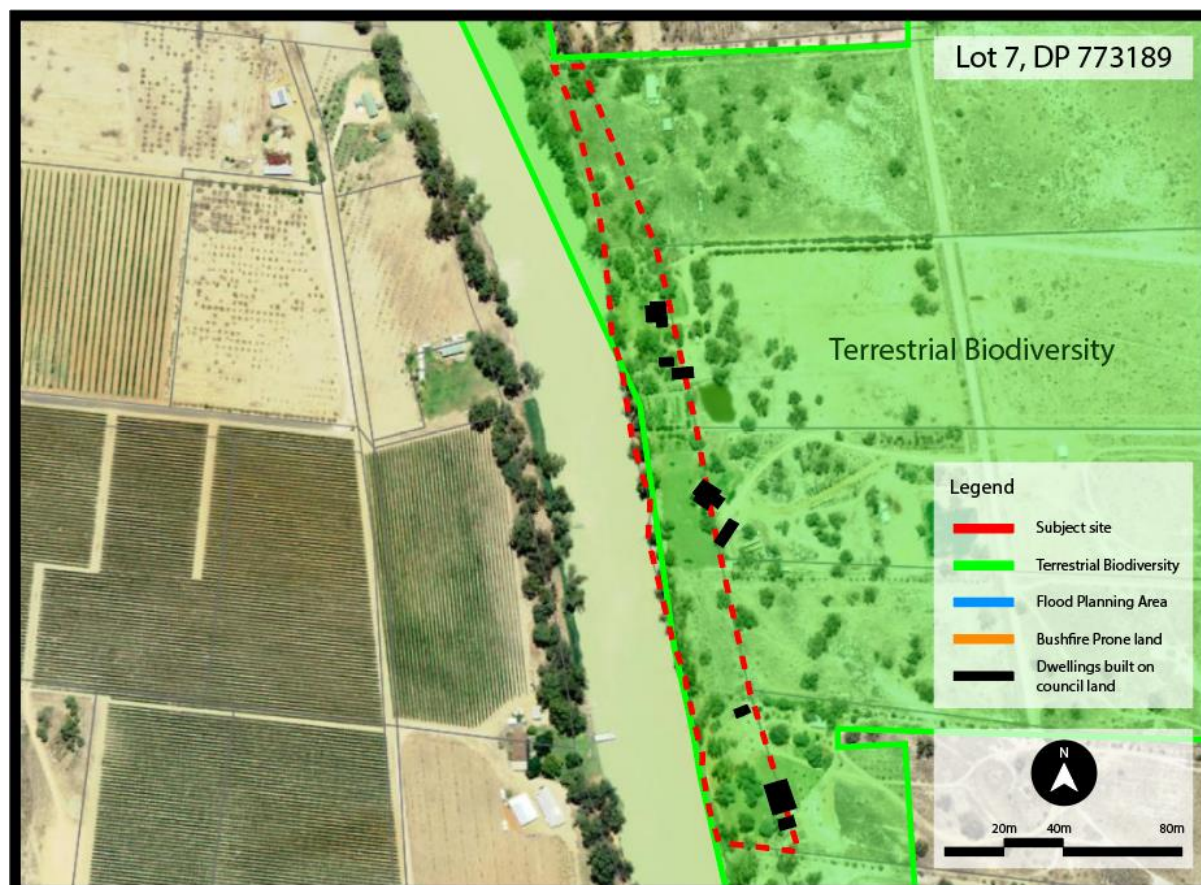 Lot 7, DP 773189
Terrestrial Biodiversity
Legend
Subject site
Terrestrial Biodiversity
Flood Planning Area
Bushfire Prone land
Dwellings built on
council land
N
20m 40m 80m